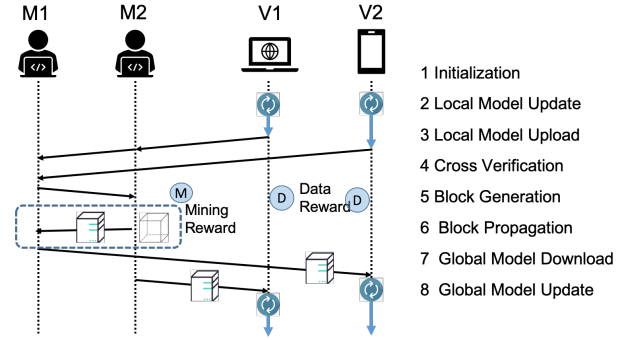 M1
M2
V1
V2
</>
</>
1 Initialization
2 Local Model Update
3 Local Model Upload
4 Cross Verification
5 Block Generation
6 Block Propagation
7 Global Model Download
8 Global Model Update
M
Mining
Reward
D
Data
Reward
D